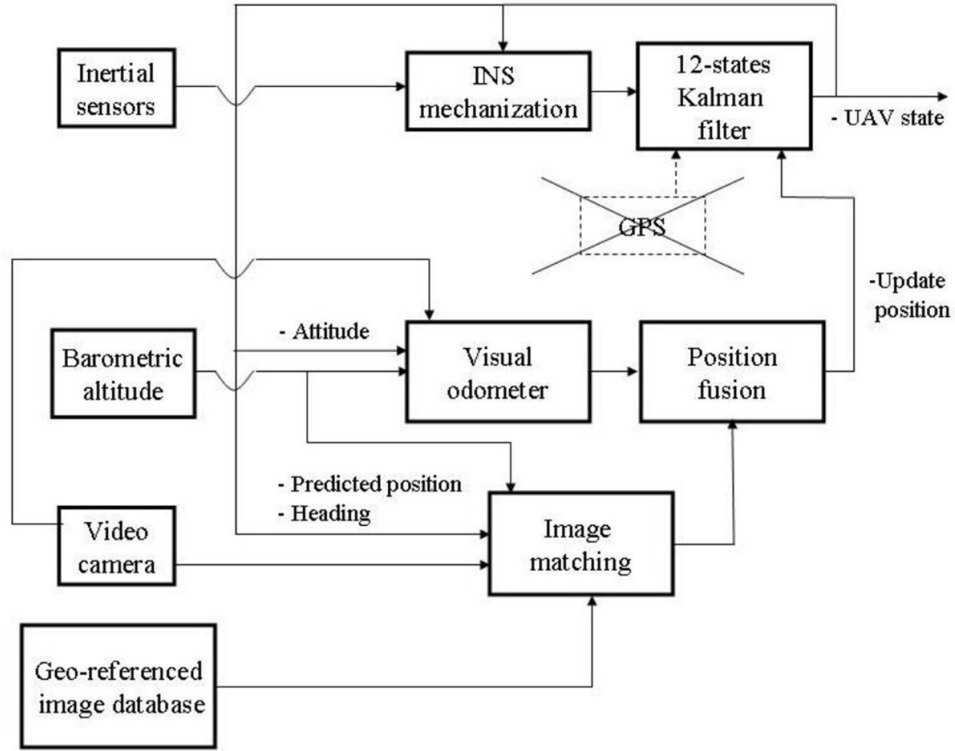 Inertial
sensors
INS
mechanization
12-states
Kalman
filter
- UAV state
GPS
-Update
position
- Attitude
Barometric
altitude
Visual
odometer
Position
fusion
- Predicted position
- Heading
Video
camera
Image
matching
Geo-referenced
image database